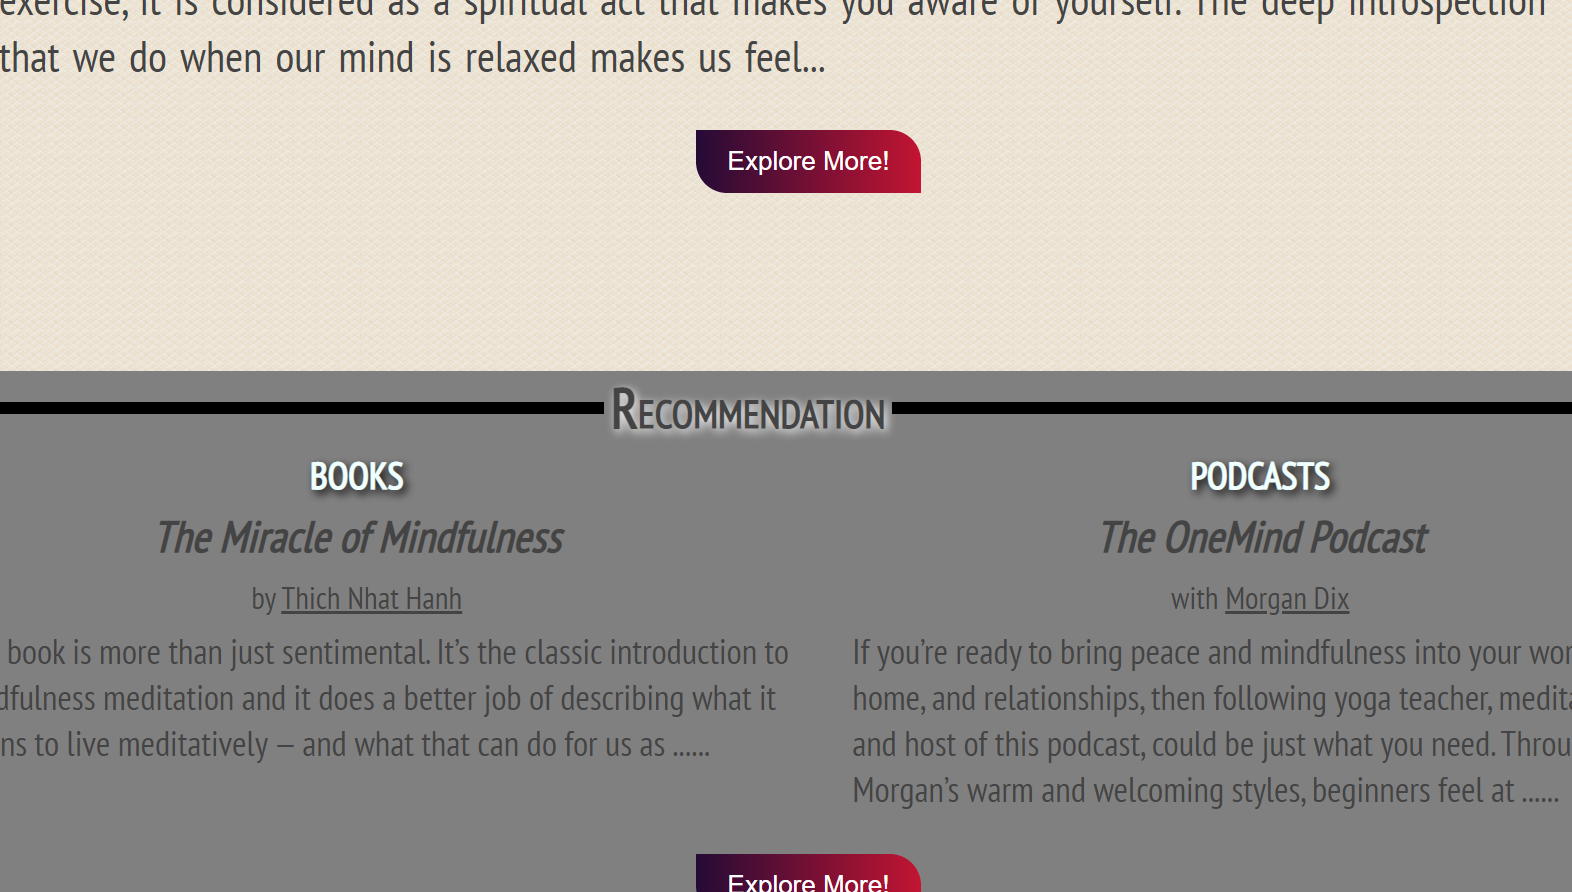 exercise, it is considered as a spiritual act that makes you aware of yourself. The deep introspection
that we do when our mind is relaxed makes us feel...
Explore More!
Recommendation
BOOKS
The Miracle of Mindfulness
by Thich Nhat Hanh
book is more than just sentimental. It’s the classic introduction to
dfulness meditation and it does a better job of describing what it
ns to live meditatively – and what that can do for us as ......
PODCASTS
The OneMind Podcast
with Morgan Dix
If you’re ready to bring peace and mindfulness into your wor
home, and relationships, then following yoga teacher, medita
and host of this podcast, could be just what you need. Throu
Morgan’s warm and welcoming styles, beginners feel at ......
Explore More!